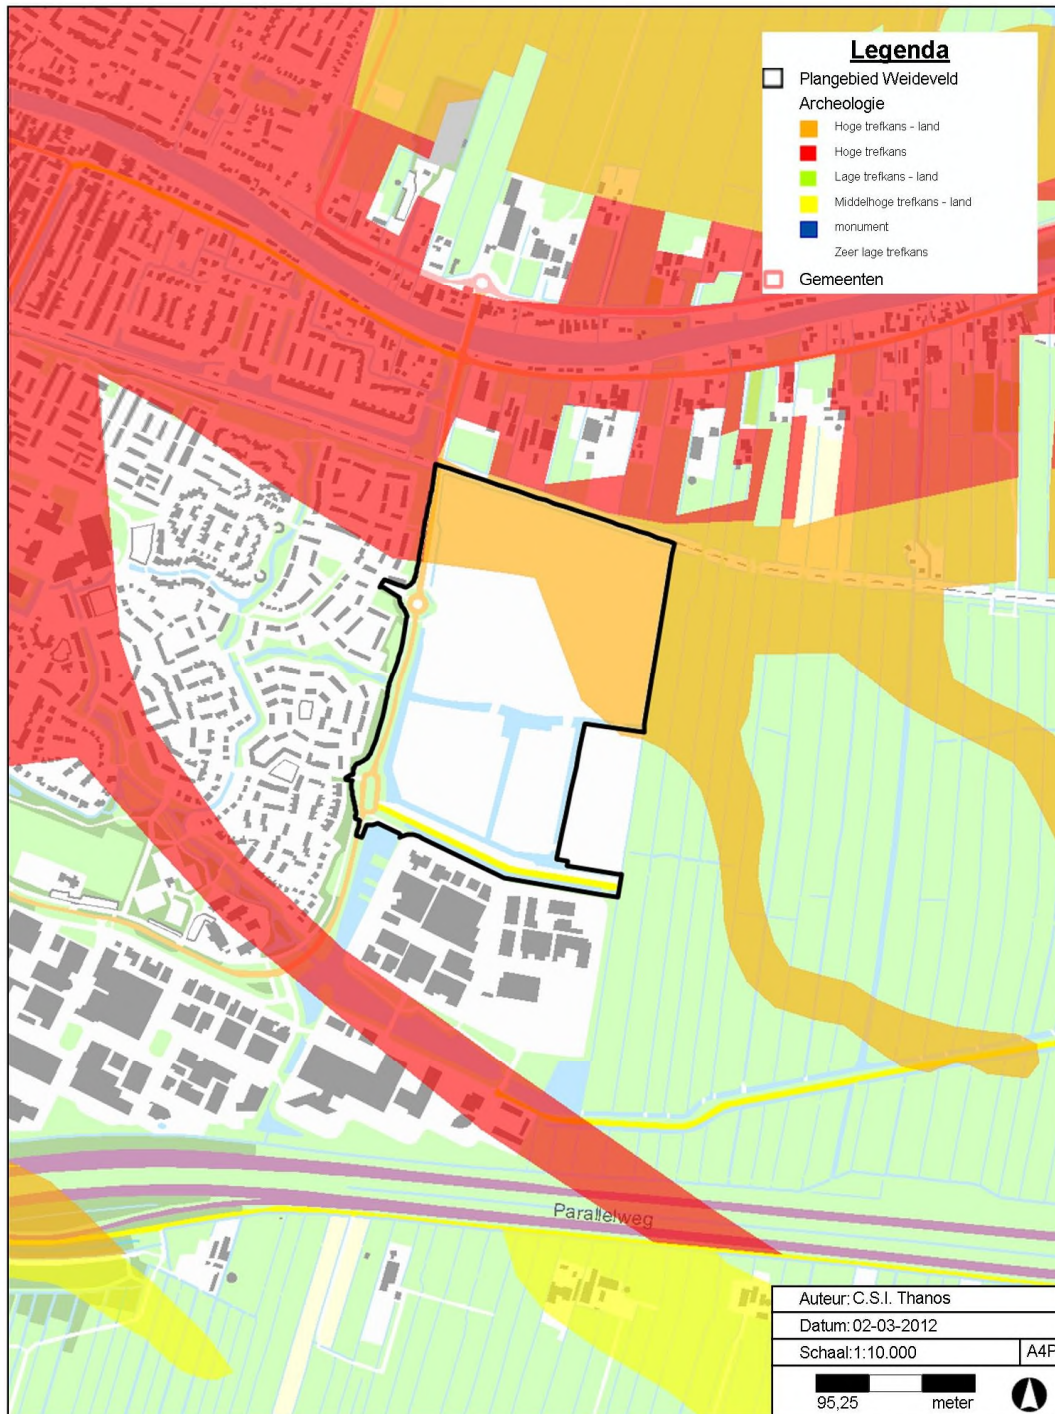 Legenda
Plangebied Weideveld
Archeologie
Hoge trefkans - land
Hoge trefkans
Lage trefkans - land
Middelhoge trefkans - land
monument
Zeer lage trefkans
Gemeenten
Parallelweg
Auteur: C.S.I. Thanos
Datum: 02-03-2012
Schaal:1:10.000 A4P
95,25 meter